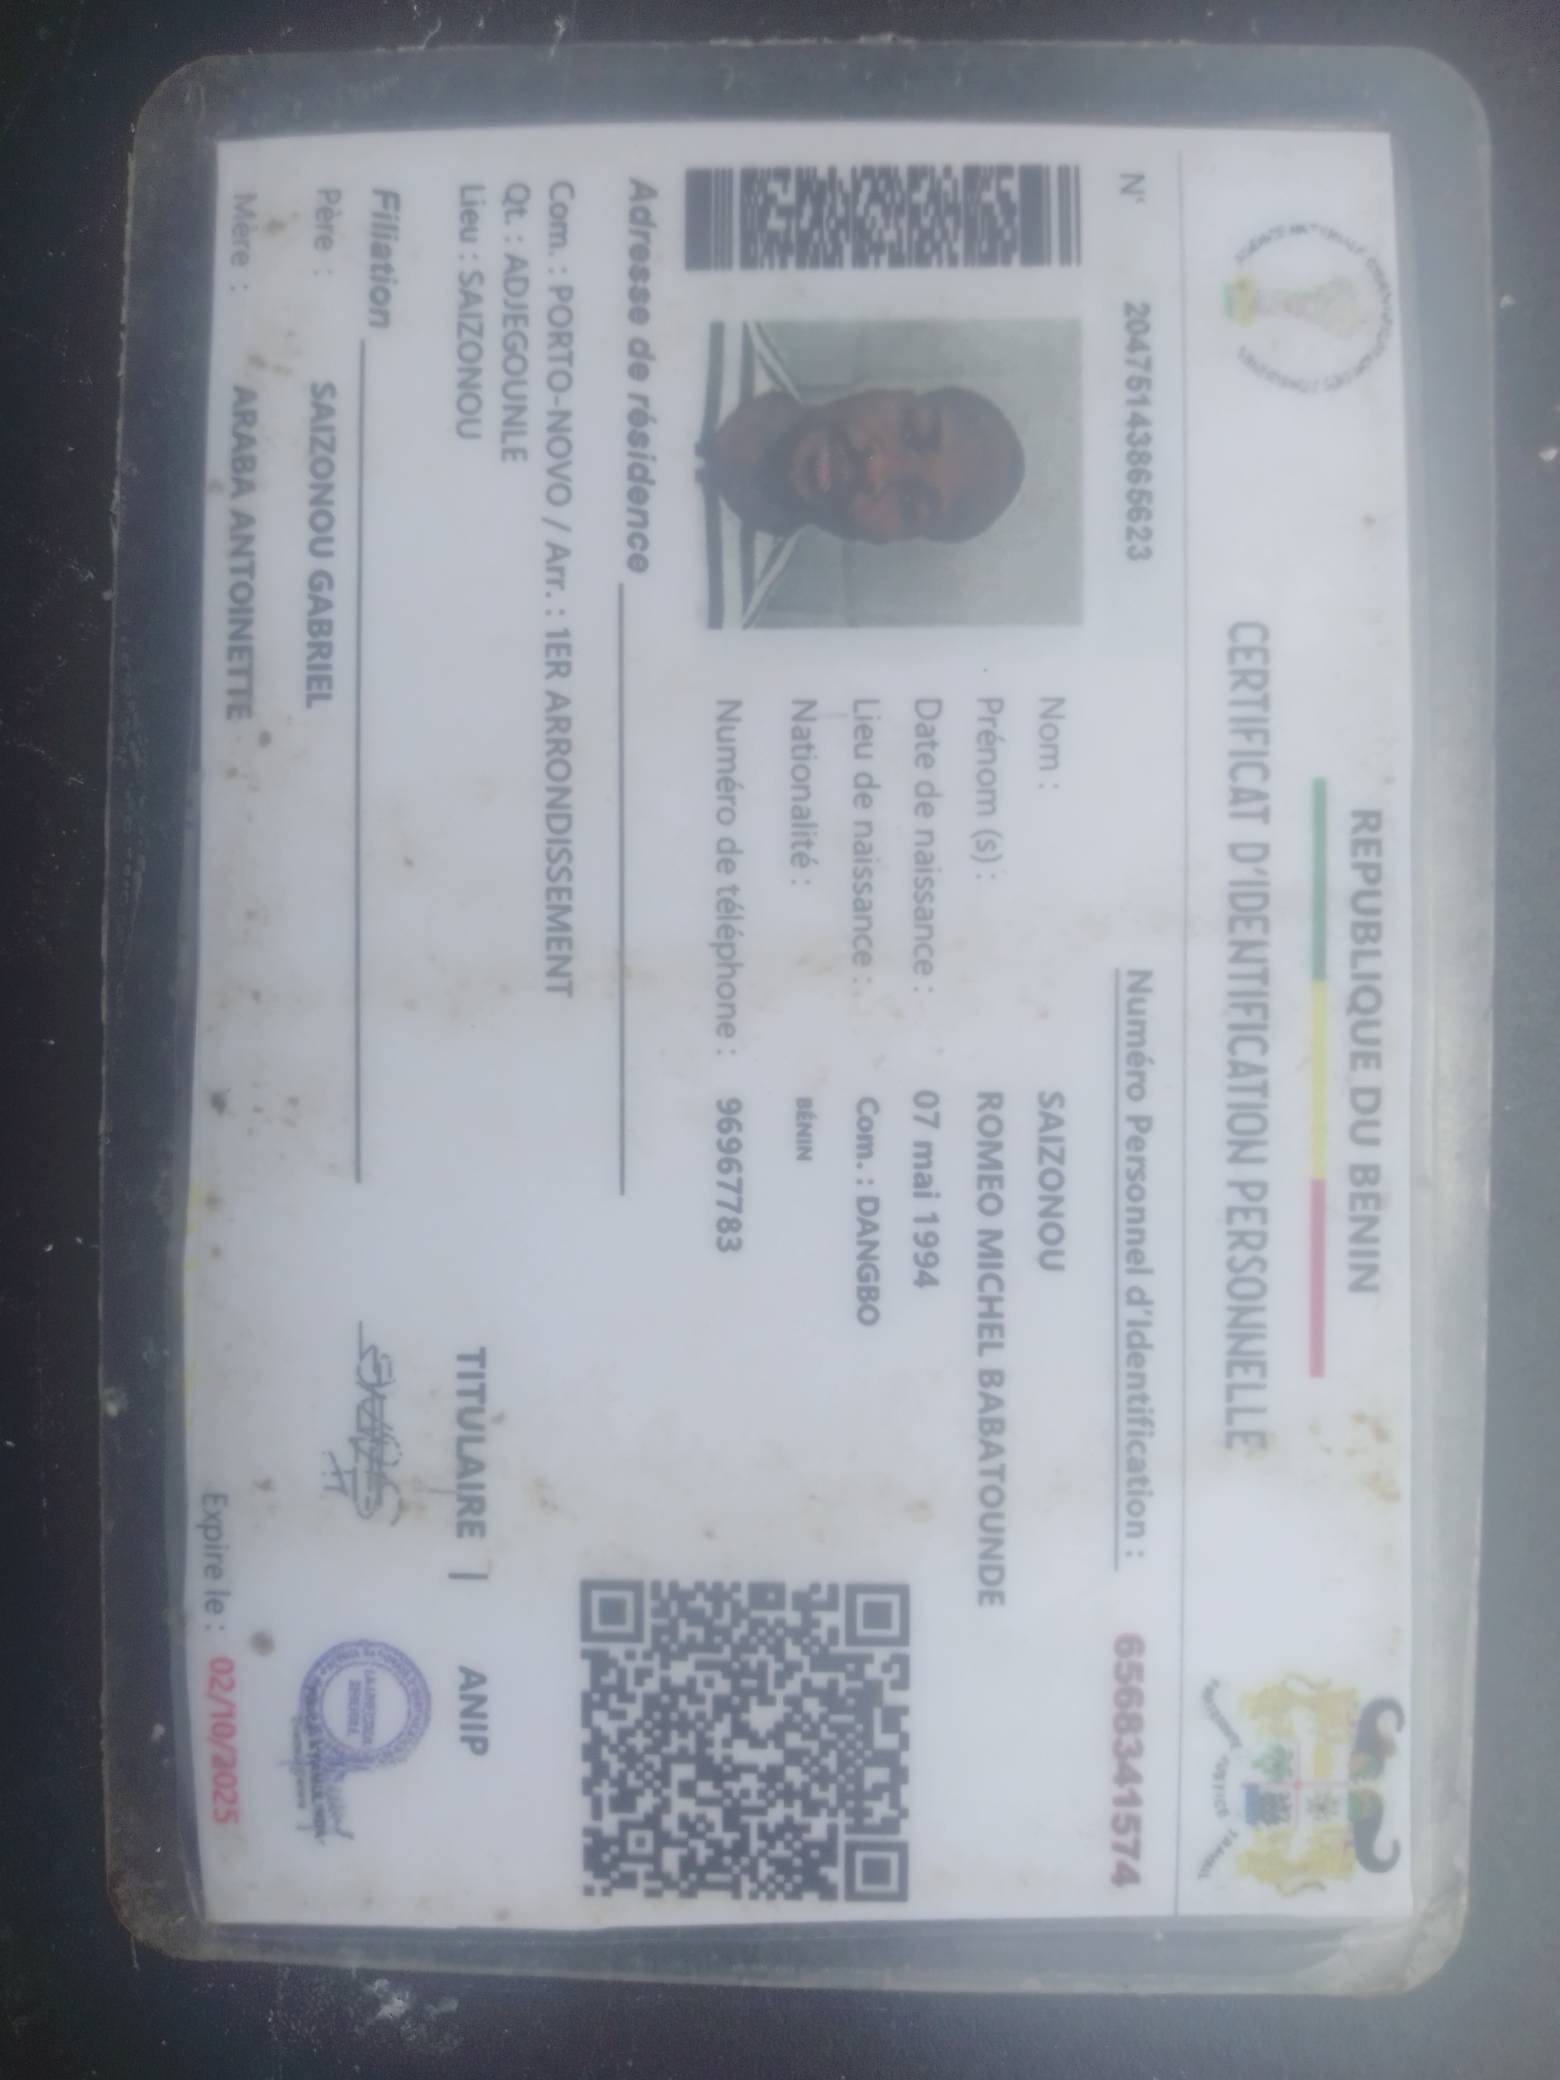 REPUBLIQUE DU BÉNIN
CERTIFICAT D'IDENTIFICATION PERSONNELLE
N° 2047514386562З
Numéro Personnel d'Identification : 6568341574
Nom : SAIZONOU
Prénom (s) : ROMEO MICHEL BABATOUNDE
Date de naissance : 07 mai 1994
Lieu de naissance : Com. : DANGBO
Nationalité : BÉNIN
Numéro de téléphone : 96967783
Adresse de résidence
Com. : PORTO-NOVO / Arr. : 1ER ARRONDISSEMENT
Qt. : ADJEGOUNLE
Lieu : SAIZONOU
TITULAIRE | ANIP
Filiation
Père : SAIZONOU GABRIEL
Mère : ARABA ANTOINETTE
Expire le : 02/10/2025